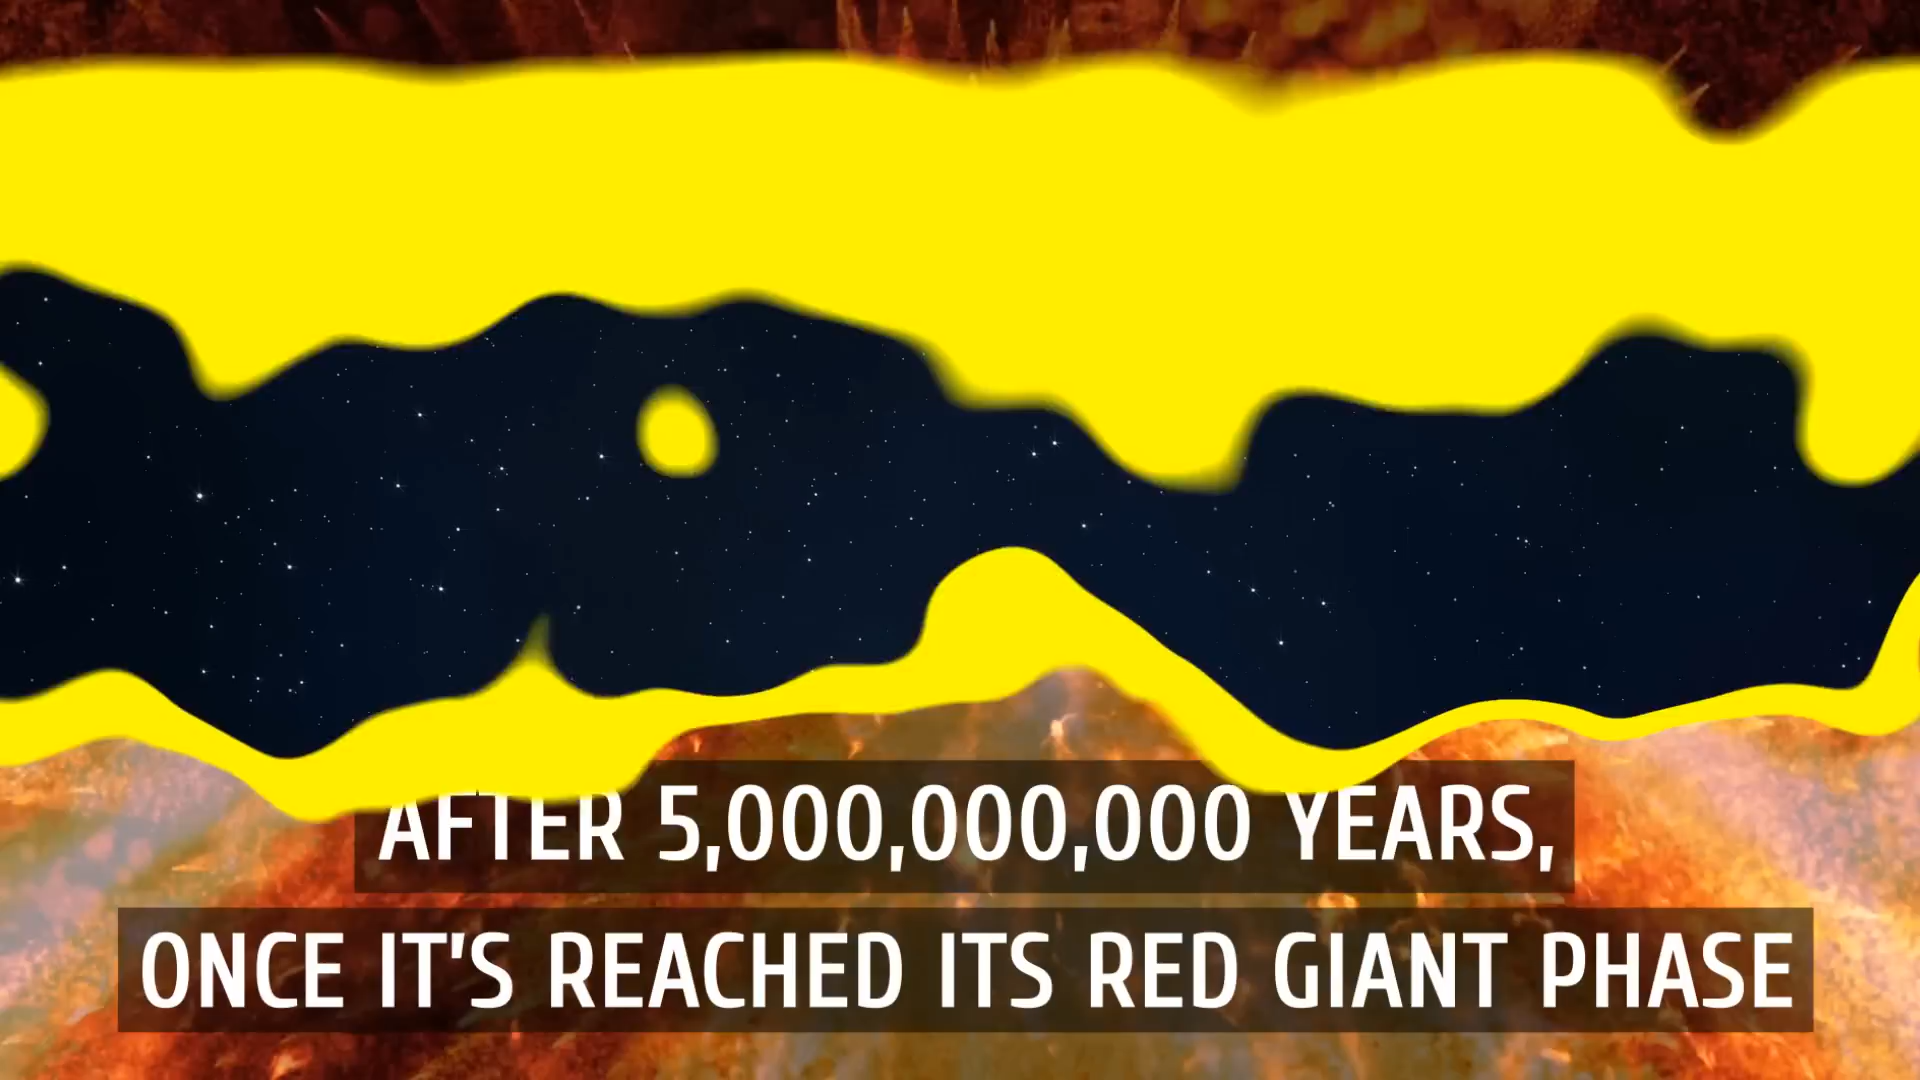 AFTER 5,000,000,000 YEARS,
ONCE IT'S REACHED ITS RED GIANT PHASE